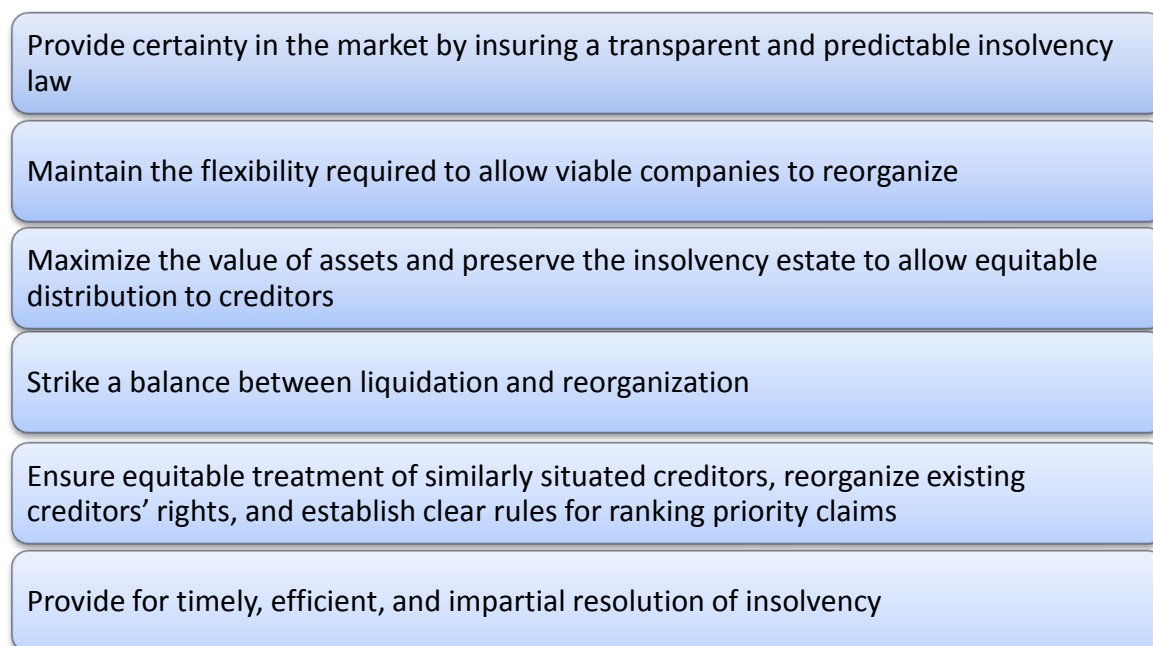 Provide certainty in the market by insuring a transparent and predictable insolvency
law
Maintain the flexibility required to allow viable companies to reorganize
Maximize the value of assets and preserve the insolvency estate to allow equitable
distribution to creditors
Strike a balance between liquidation and reorganization
Ensure equitable treatment of similarly situated creditors, reorganize existing
creditors’ rights, and establish clear rules for ranking priority claims
Provide for timely, efficient, and impartial resolution of insolvency